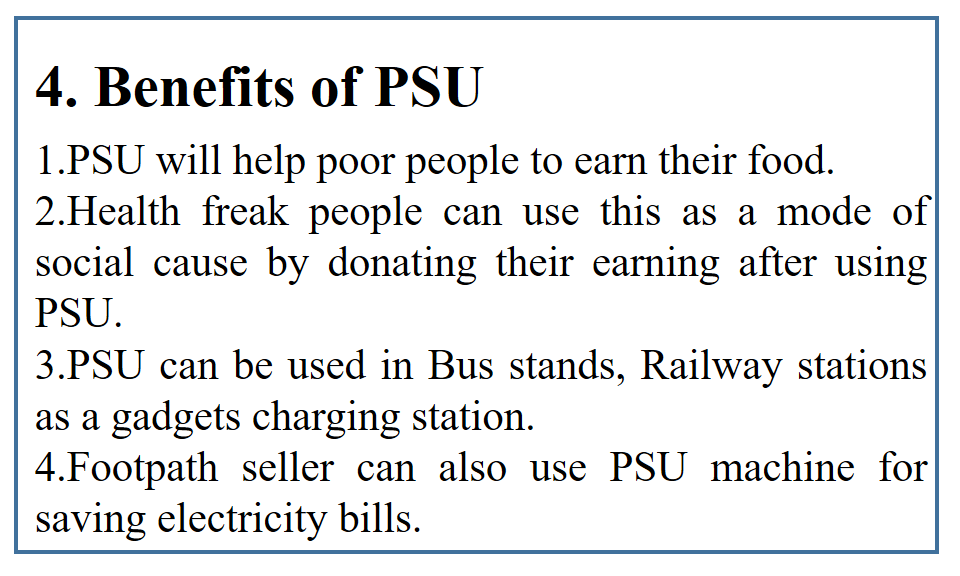 4. Benefits of PSU
1.PSU will help poor people to earn their food.
2.Health freak people can use this as a mode of
social cause by donating their earning after using
PSU.
3.PSU can be used in Bus stands, Railway stations
as a gadgets charging station.
4.Footpath seller can also use PSU machine for
saving electricity bills.